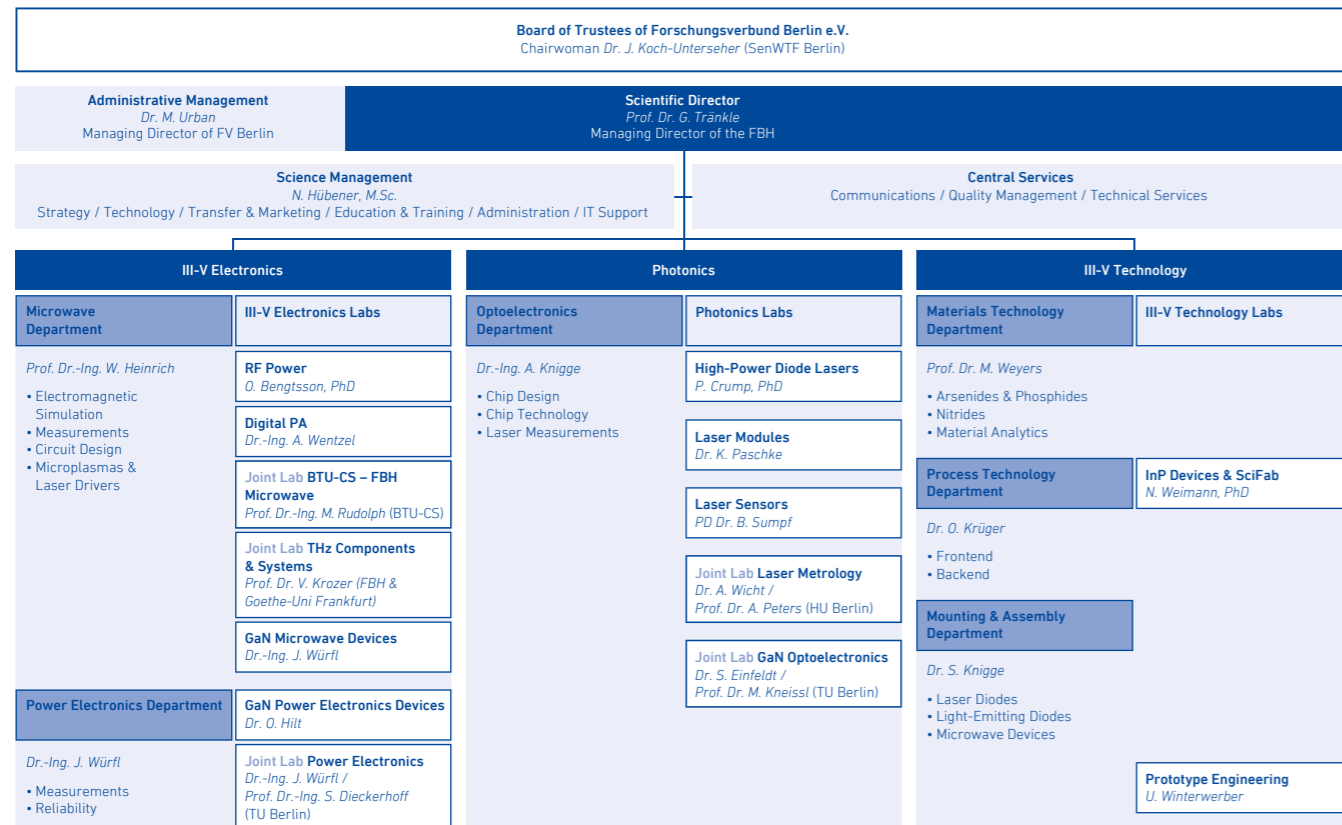 Board of Trustees of Forschungsverbund Berlin e.V.
Chairwoman Dr. J. Koch-Unterseher (SenWTF Berlin)
Administrative Management
Dr. M. Urban
Managing Director of FV Berlin
Scientific Director
Prof. Dr. G. Tränkle
Managing Director of the FBH
Science Management
N. Hübener, M.Sc.
Strategy / Technology / Transfer & Marketing / Education & Training / Administration / IT Support
Central Services
Communications / Quality Management / Technical Services
III-V Electronics
Microwave
Department
Prof. Dr.-Ing. W. Heinrich
• Electromagnetic
Simulation
• Measurements
• Circuit Design
• Microplasmas &
Laser Drivers
III-V Electronics Labs
RF Power
O. Bengtsson, PhD
Digital PA
Dr.-Ing. A. Wentzel
Joint Lab BTU-CS – FBH
Microwave
Prof. Dr.-Ing. M. Rudolph (BTU-CS)
Joint Lab THz Components
& Systems
Prof. Dr. V. Krozer (FBH &
Goethe-Uni Frankfurt)
GaN Microwave Devices
Dr.-Ing. J. Würfl
Power Electronics Department
Dr.-Ing. J. Würfl
• Measurements
• Reliability
GaN Power Electronics Devices
Dr. O. Hilt
Joint Lab Power Electronics
Dr.-Ing. J. Würfl /
Prof. Dr.-Ing. S. Dieckerhoff
(TU Berlin)
Photonics
Optoelectronics
Department
Dr.-Ing. A. Knigge
• Chip Design
• Chip Technology
• Laser Measurements
Photonics Labs
High-Power Diode Lasers
P. Crump, PhD
Laser Modules
Dr. K. Paschke
Laser Sensors
PD Dr. B. Sumpf
Joint Lab Laser Metrology
Dr. A. Wicht /
Prof. Dr. A. Peters (HU Berlin)
Joint Lab GaN Optoelectronics
Dr. S. Einfeldt /
Prof. Dr. M. Kneissl (TU Berlin)
III-V Technology
Materials Technology
Department
Prof. Dr. M. Weyers
• Arsenides & Phosphides
• Nitrides
• Material Analytics
III-V Technology Labs
Process Technology
Department
Dr. O. Krüger
• Frontend
• Backend
InP Devices & SciFab
N. Weimann, PhD
Mounting & Assembly
Department
Dr. S. Knigge
• Laser Diodes
• Light-Emitting Diodes
• Microwave Devices
Prototype Engineering
U. Winterwerber